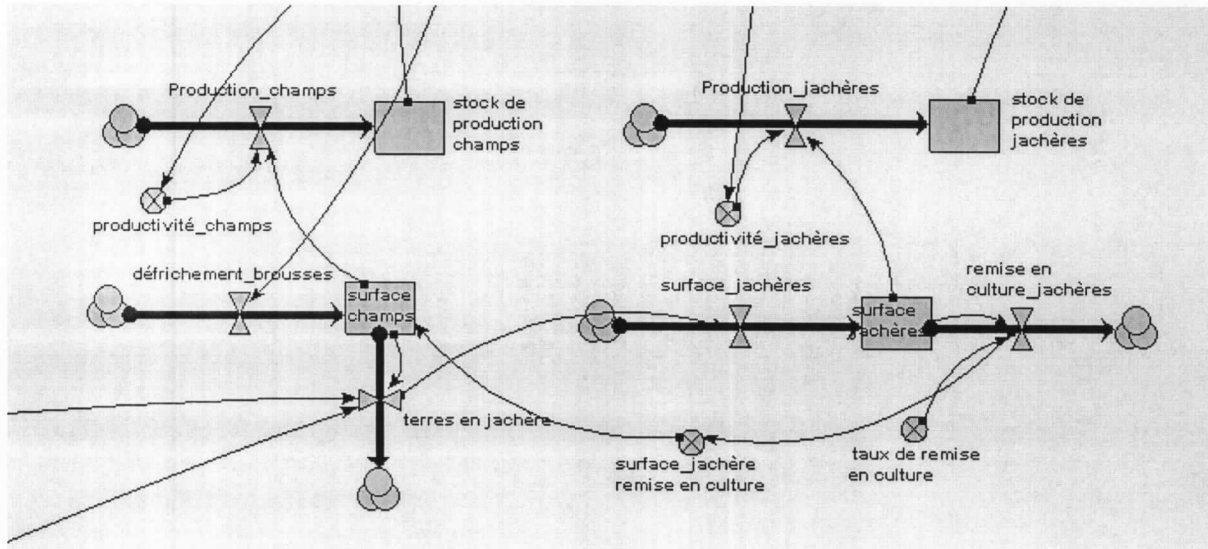 Production_champs
stock de
production
champs
Production_jachères
stock de
production
jachères
productivité_champs
productivité_jachères
défrichement_brousses
surface
champs
surface_jachères
surface
jachères
remise en
culture_jachères
terres en jachère
surface_jachère
remise en culture
taux de remise
en culture